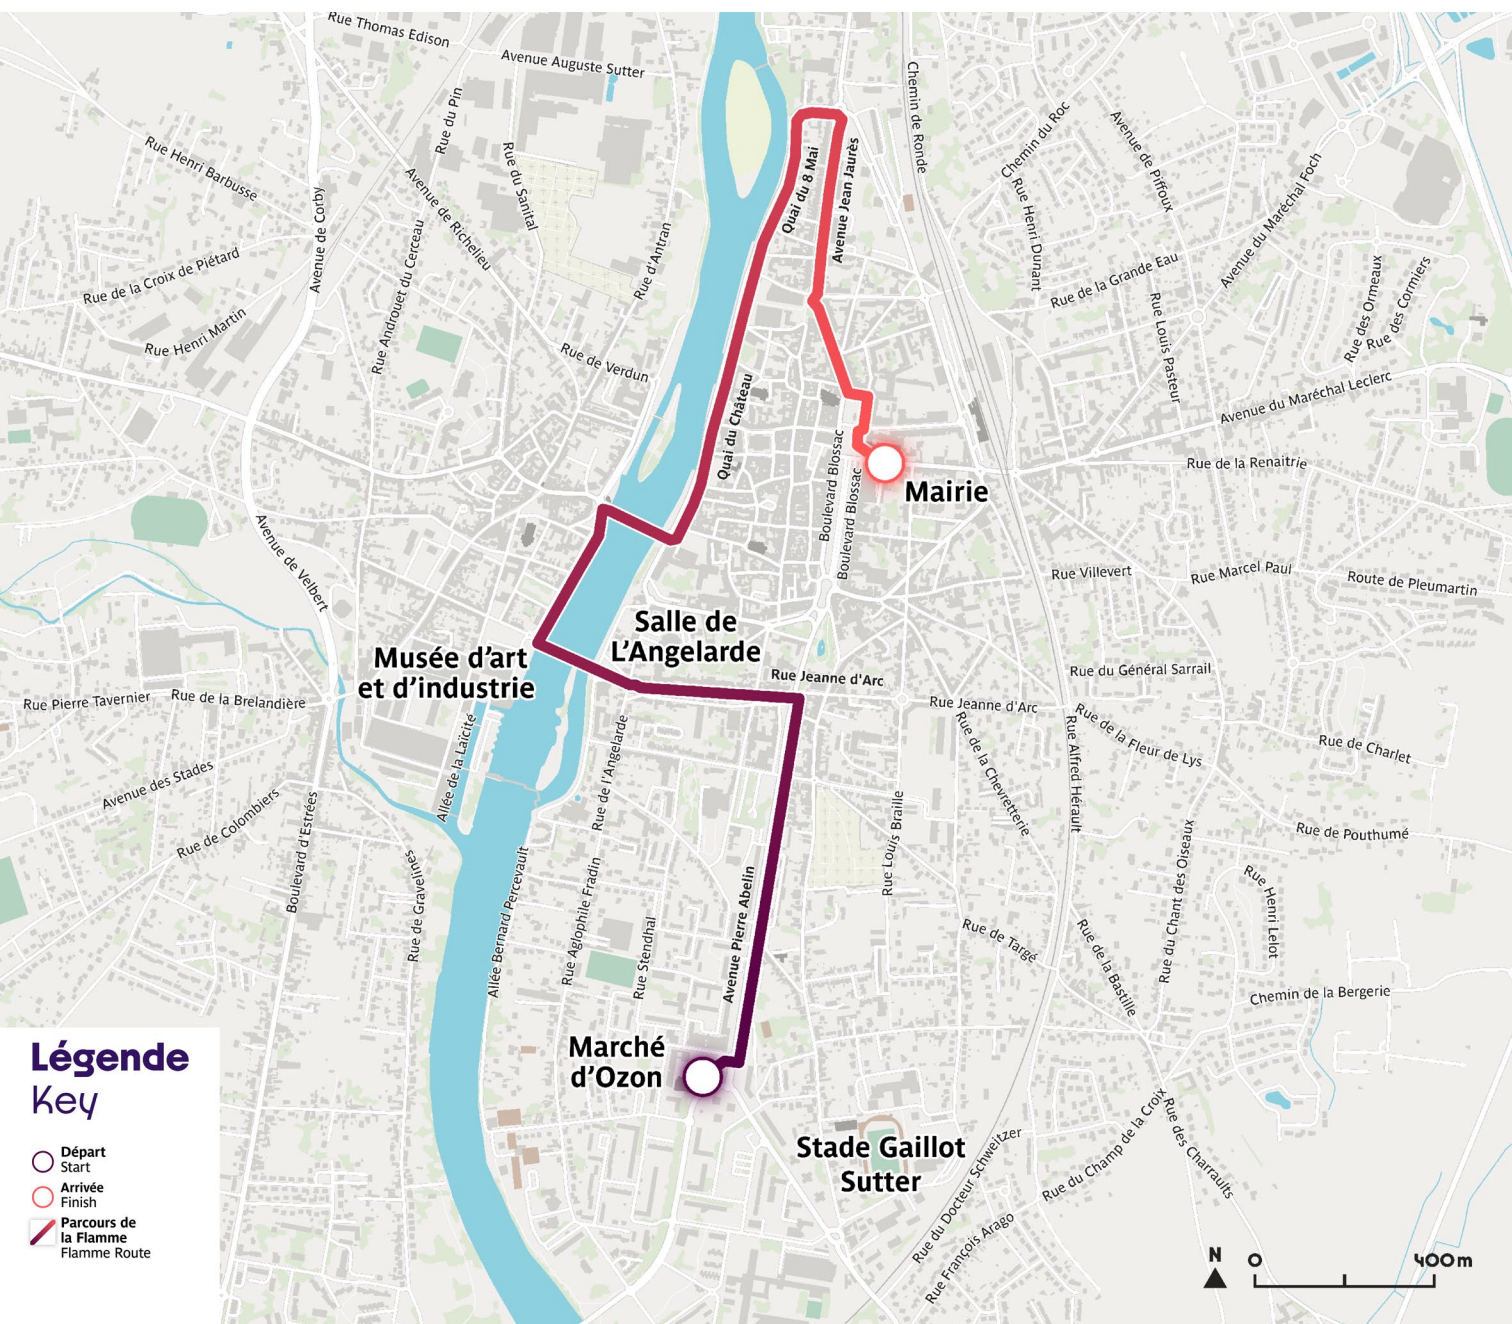 Rue Thomas Edison
Avenue Auguste Sutter
Rue du Pin
Chemin de Ronde
Chemin du Roc
Avenue de Piffoux
Rue Henri Barbusse
Rue du Sanital
Quai du 8 Mai
Avenue Jean Jaurès
Avenue du Maréchal Foch
Avenue de Corby
Avenue de Richelieu
Rue Henri Dunant
Rue d'Antran
Rue de la Croix de Piétard
Rue Androuet du Cerceau
Rue de la Grande Eau
Rue des Ormeaux
Rue des Cormiers
Rue Henri Martin
Rue Louis Pasteur
Rue de Verdun
Quai du Château
Avenue du Maréchal Leclerc
Boulevard Blossac
Boulevard Blossac
Rue de la Renaitrie
Mairie
Avenue de Velbert
Rue Villevert
Rue Marcel Paul
Route de Pleumartin
Salle de
L'Angelarde
Musée d'art
et d'industrie
Rue Jeanne d'Arc
Rue du Général Sarrail
Rue Pierre Tavernier
Rue de la Brelandière
Rue Jeanne d'Arc
Rue de la Fleur de Lys
Rue de Charlet
Allée de la Laïcité
Rue de l'Angelarde
Rue de la Chevretterie
Rue Alfred Hérault
Avenue des Stades
Rue de Colombiers
Boulevard d'Estrées
Rue Louis Braille
Rue de Pouthumé
Rue de Gravelines
Allée Bernard Percevault
Rue Aglophile Fradin
Rue Stendhal
Avenue Pierre Abelin
Rue du Chant des Oiseaux
Rue Henri Lelot
Rue de Targé
Rue de la Bastille
Chemin de la Bergerie
Marché
d'Ozon
Stade Gaillot
Sutter
Rue du Docteur Schweitzer
Rue du Champ de la Croix
Rue des Charraults
Rue François Arago
Légende
Key
Départ
Start
Arrivée
Finish
Parcours de
la Flamme
Flamme Route
N
0
400m